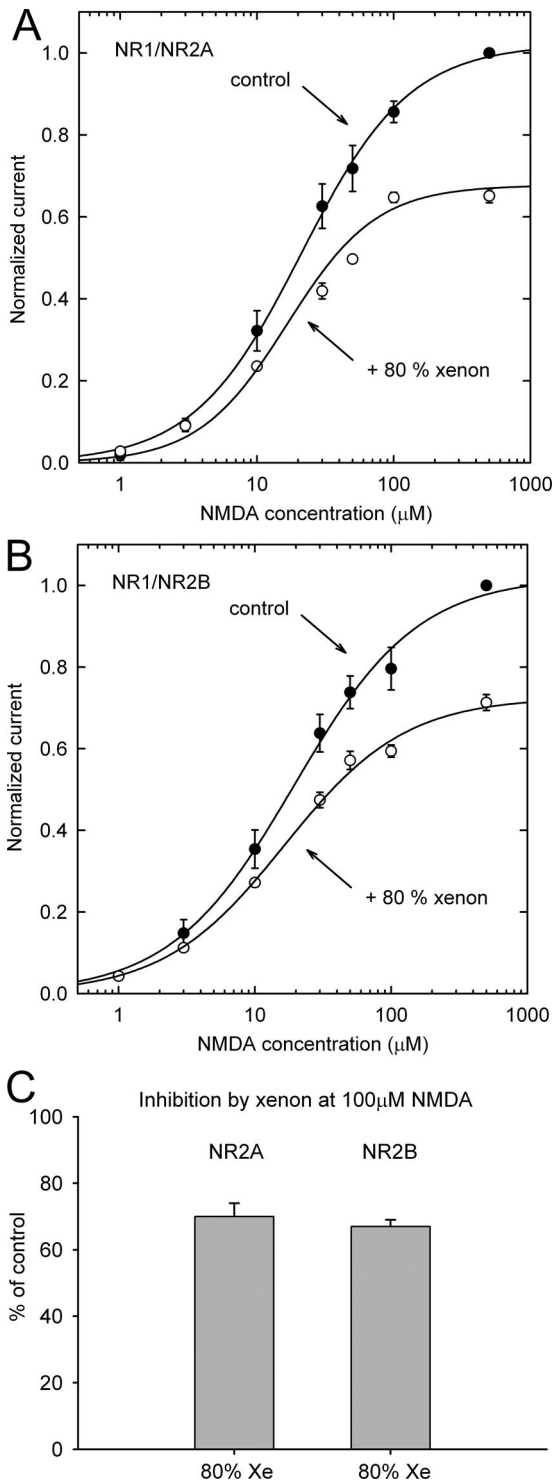 A
NR1/NR2A
control
+ 80 % xenon
Normalized current
1.0
0.8
0.6
0.4
0.2
0.0
1
10
100
1000
NMDA concentration (μM)
B
NR1/NR2B
control
+ 80 % xenon
Normalized current
1.0
0.8
0.6
0.4
0.2
0.0
1
10
100
1000
NMDA concentration (μM)
C
Inhibition by xenon at 100μM NMDA
NR2A NR2B
% of control
100
80
60
40
20
0
80% Xe 80% Xe